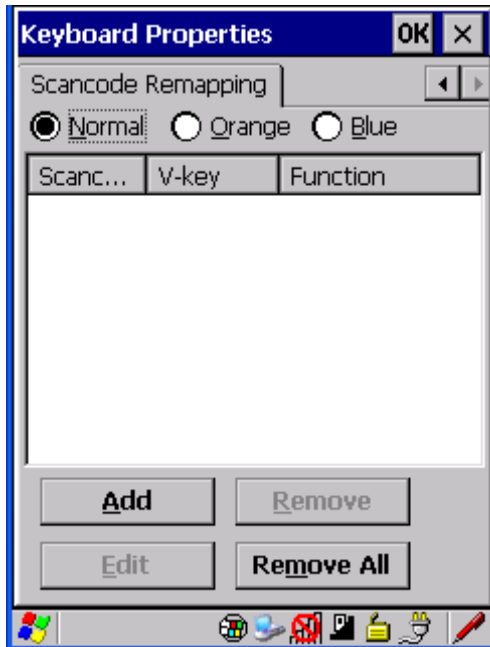 Keyboard Properties OK
Scancode Remapping
Normal Orange Blue
Scanc... V-key Function
Add Remove
Edit Remove All